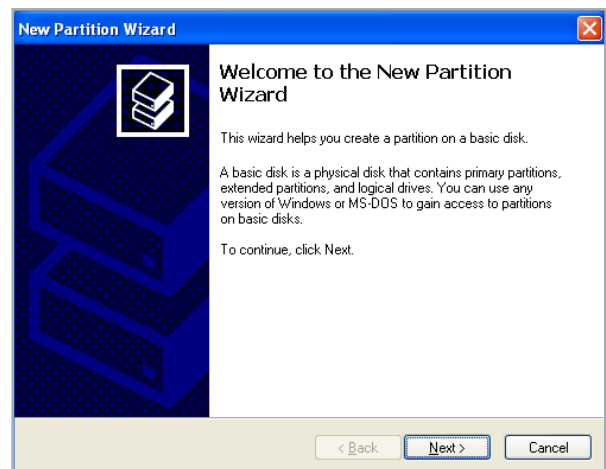 New Partition Wizard
Welcome to the New Partition
Wizard
This wizard helps you create a partition on a basic disk.
A basic disk is a physical disk that contains primary partitions,
extended partitions, and logical drives. You can use any
version of Windows or MS-DOS to gain access to partitions
on basic disks.
To continue, click Next.
< Back Next > Cancel